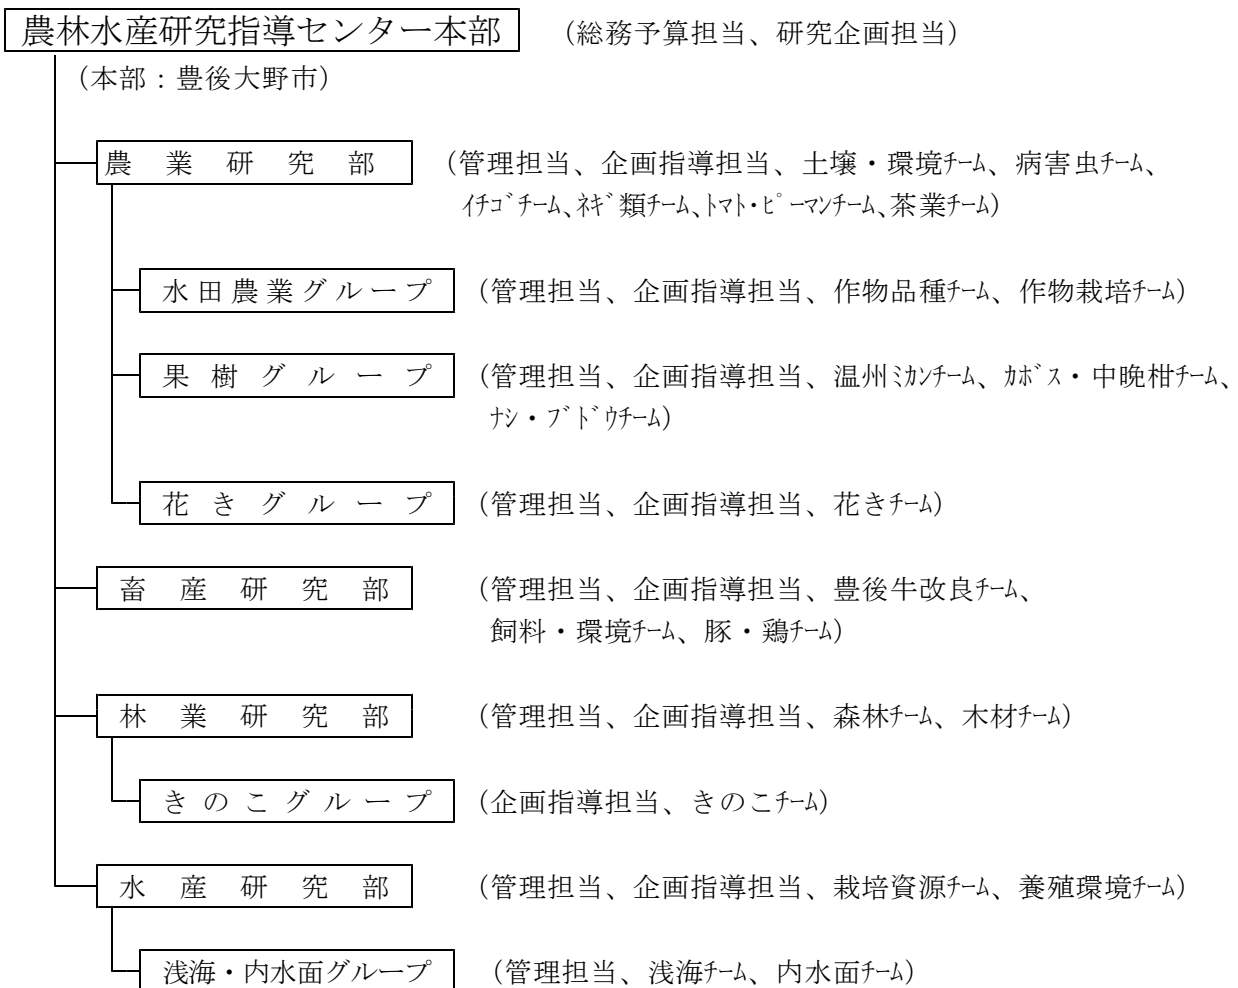 農林水産研究指導センター本部 （総務予算担当、研究企画担当）
（本部：豊後大野市）
農業研究部 （管理担当、企画指導担当、土壌・環境ﾁｰﾑ、病害虫ﾁｰﾑ、
ｲﾁｺﾞﾁｰﾑ、ﾈｷﾞ類ﾁｰﾑ、ﾄﾏﾄ・ﾋﾟｰﾏﾝﾁｰﾑ、茶業ﾁｰﾑ）
水田農業グループ （管理担当、企画指導担当、作物品種ﾁｰﾑ、作物栽培ﾁｰﾑ）
果樹グループ （管理担当、企画指導担当、温州ﾐｶﾝﾁｰﾑ、ｶﾎﾞｽ・中晩柑ﾁｰﾑ、
ﾅｼ・ﾌﾞﾄﾞｳﾁｰﾑ）
花きグループ （管理担当、企画指導担当、花きﾁｰﾑ）
畜産研究部 （管理担当、企画指導担当、豊後牛改良ﾁｰﾑ、
飼料・環境ﾁｰﾑ、豚・鶏ﾁｰﾑ）
林業研究部 （管理担当、企画指導担当、森林ﾁｰﾑ、木材ﾁｰﾑ）
きのこグループ （企画指導担当、きのこﾁｰﾑ）
水産研究部 （管理担当、企画指導担当、栽培資源ﾁｰﾑ、養殖環境ﾁｰﾑ）
浅海・内水面グループ （管理担当、浅海ﾁｰﾑ、内水面ﾁｰﾑ）